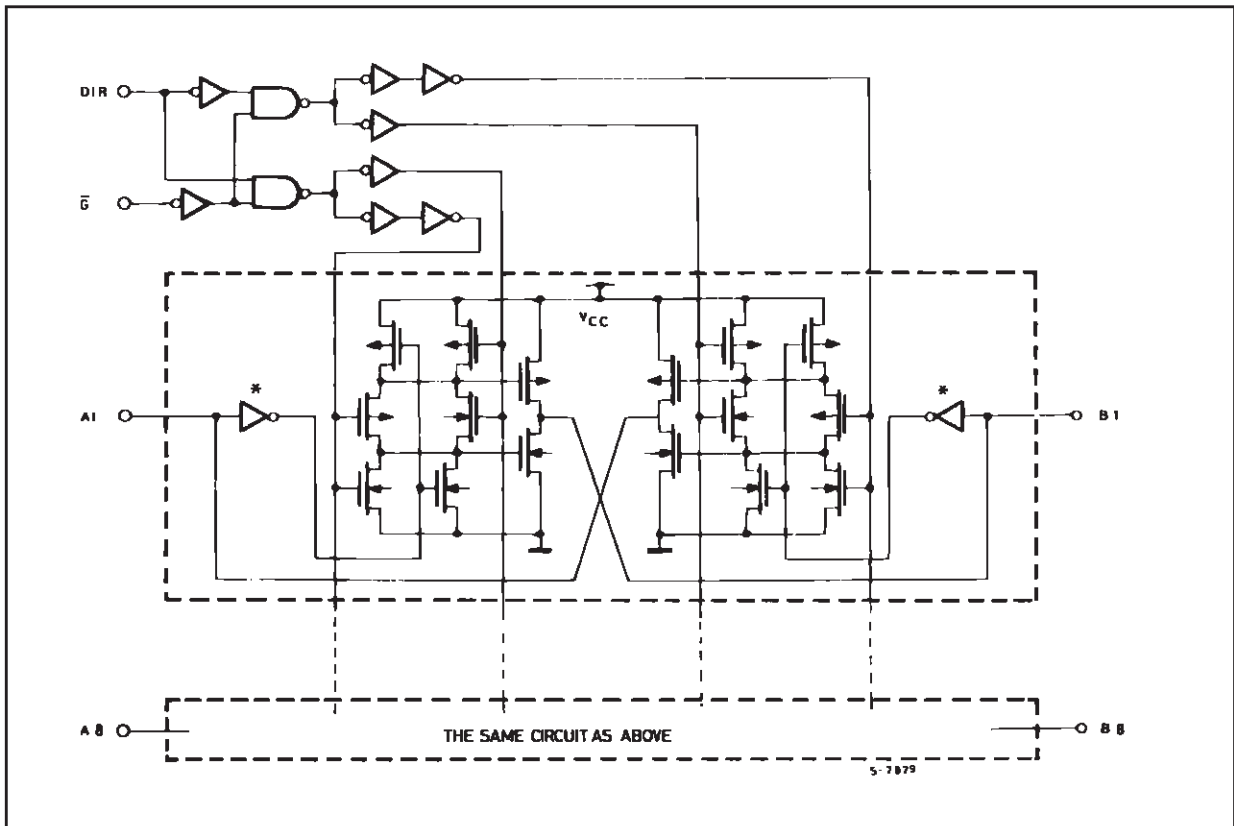 DIR
G̅
VCC
*
*
A1
B1
A8
THE SAME CIRCUIT AS ABOVE
B8
5-7879